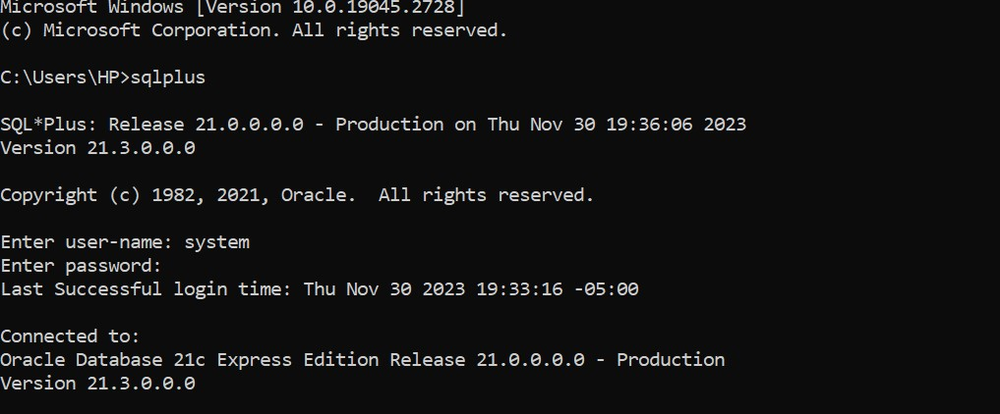 Microsoft Windows [Version 10.0.19045.2728]
(c) Microsoft Corporation. All rights reserved.
C:\Users\HP>sqlplus
SQL*Plus: Release 21.0.0.0.0 - Production on Thu Nov 30 19:36:06 2023
Version 21.3.0.0.0
Copyright (c) 1982, 2021, Oracle.  All rights reserved.
Enter user-name: system
Enter password:
Last Successful login time: Thu Nov 30 2023 19:33:16 -05:00
Connected to:
Oracle Database 21c Express Edition Release 21.0.0.0.0 - Production
Version 21.3.0.0.0